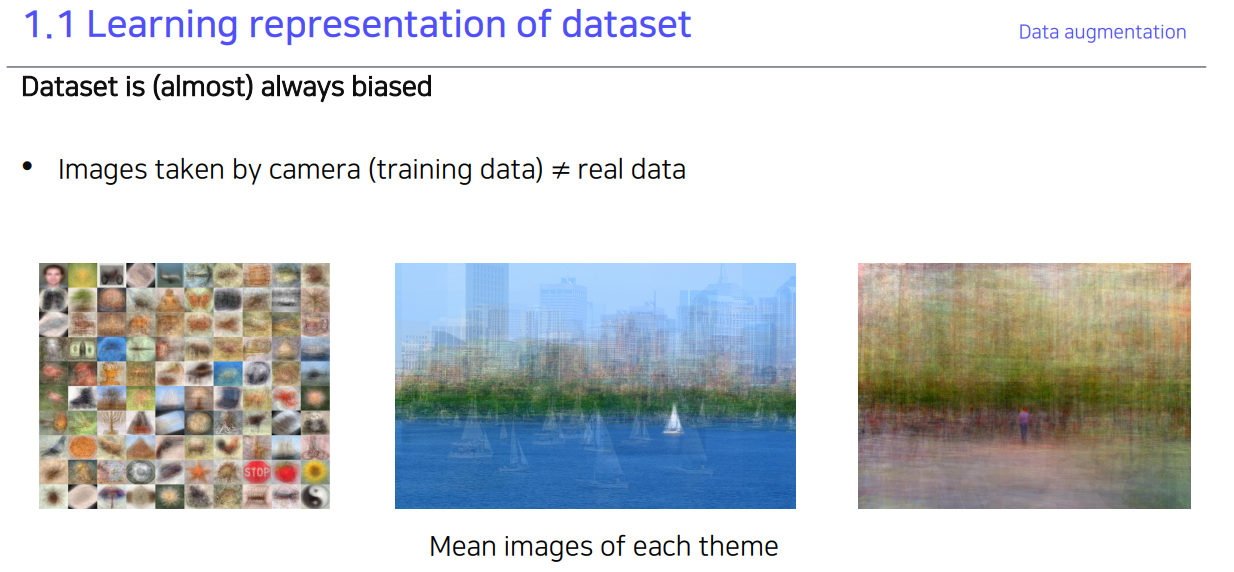 1.1 Learning representation of dataset
Data augmentation
Dataset is (almost) always biased
• Images taken by camera (training data) ≠ real data
STOP
Mean images of each theme